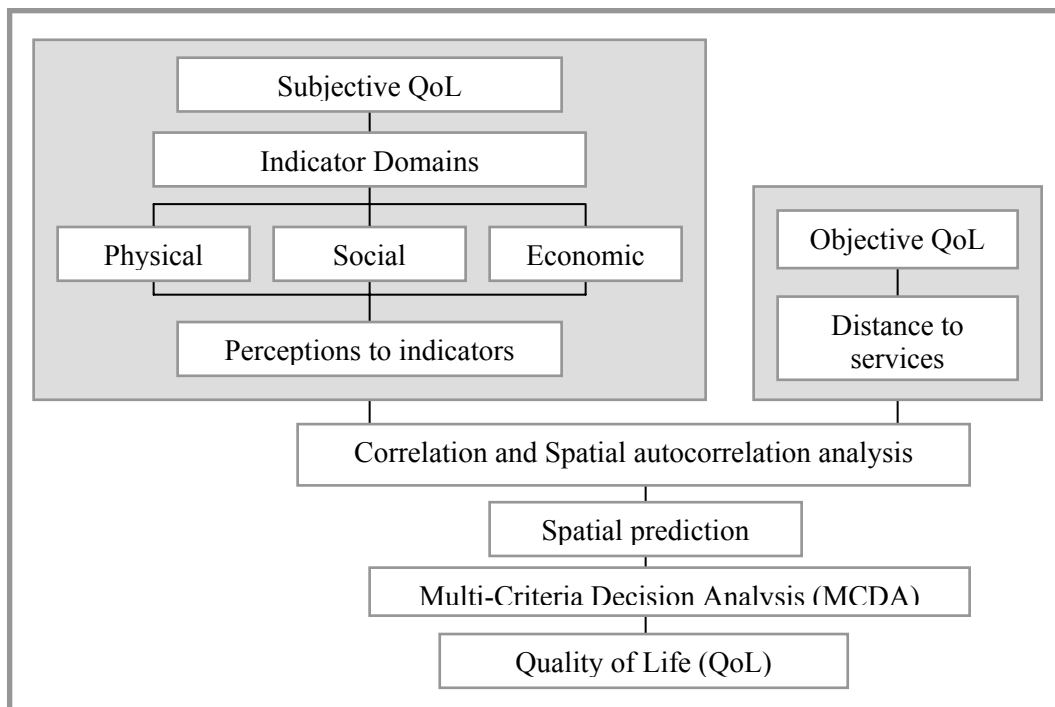 Subjective QoL
Indicator Domains
Physical
Social
Economic
Perceptions to indicators
Objective QoL
Distance to
services
Correlation and Spatial autocorrelation analysis
Spatial prediction
Multi-Criteria Decision Analysis (MCDA)
Quality of Life (QoL)